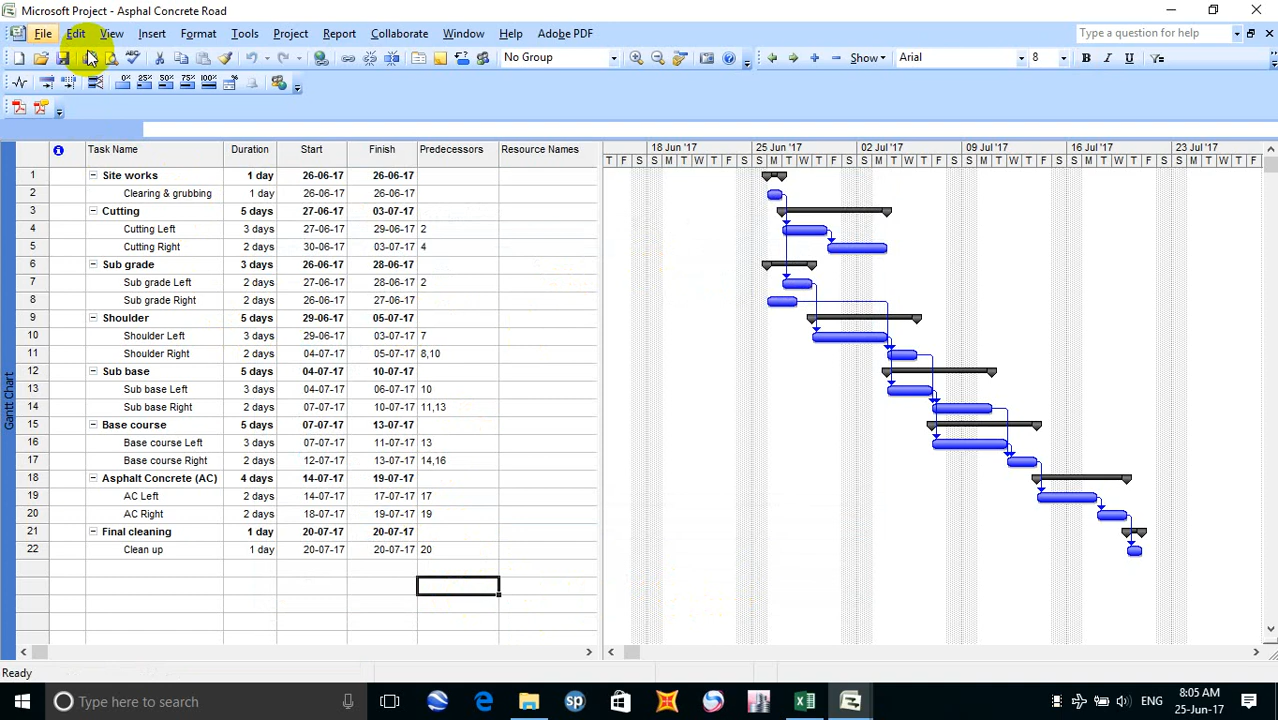 Microsoft Project - Asphal Concrete Road
File Edit View Insert Format Tools Project Report Collaborate Window Help Adobe PDF
Type a question for help
No Group
Show
Arial
8
B I U
0% 25% 50% 75% 100%
Task Name Duration Start Finish Predecessors Resource Names
18 Jun '17 25 Jun '17 02 Jul '17 09 Jul '17 16 Jul '17 23 Jul '17
T F S S M T W T F S S M T W T F S S M T W T F S S M T W T F S S M T W T F S S M T W T F
1 Site works 1 day 26-06-17 26-06-17
2 Clearing & grubbing 1 day 26-06-17 26-06-17
3 Cutting 5 days 27-06-17 03-07-17
4 Cutting Left 3 days 27-06-17 29-06-17 2
5 Cutting Right 2 days 30-06-17 03-07-17 4
6 Sub grade 3 days 26-06-17 28-06-17
7 Sub grade Left 2 days 27-06-17 28-06-17 2
8 Sub grade Right 2 days 26-06-17 27-06-17
9 Shoulder 5 days 29-06-17 05-07-17
10 Shoulder Left 3 days 29-06-17 03-07-17 7
11 Shoulder Right 2 days 04-07-17 05-07-17 8,10
12 Sub base 5 days 04-07-17 10-07-17
13 Sub base Left 3 days 04-07-17 06-07-17 10
14 Sub base Right 2 days 07-07-17 10-07-17 11,13
15 Base course 5 days 07-07-17 13-07-17
16 Base course Left 3 days 07-07-17 11-07-17 13
17 Base course Right 2 days 12-07-17 13-07-17 14,16
18 Asphalt Concrete (AC) 4 days 14-07-17 19-07-17
19 AC Left 2 days 14-07-17 17-07-17 17
20 AC Right 2 days 18-07-17 19-07-17 19
21 Final cleaning 1 day 20-07-17 20-07-17
22 Clean up 1 day 20-07-17 20-07-17 20
Gantt Chart
Ready
Type here to search
ENG
8:05 AM
25-Jun-17